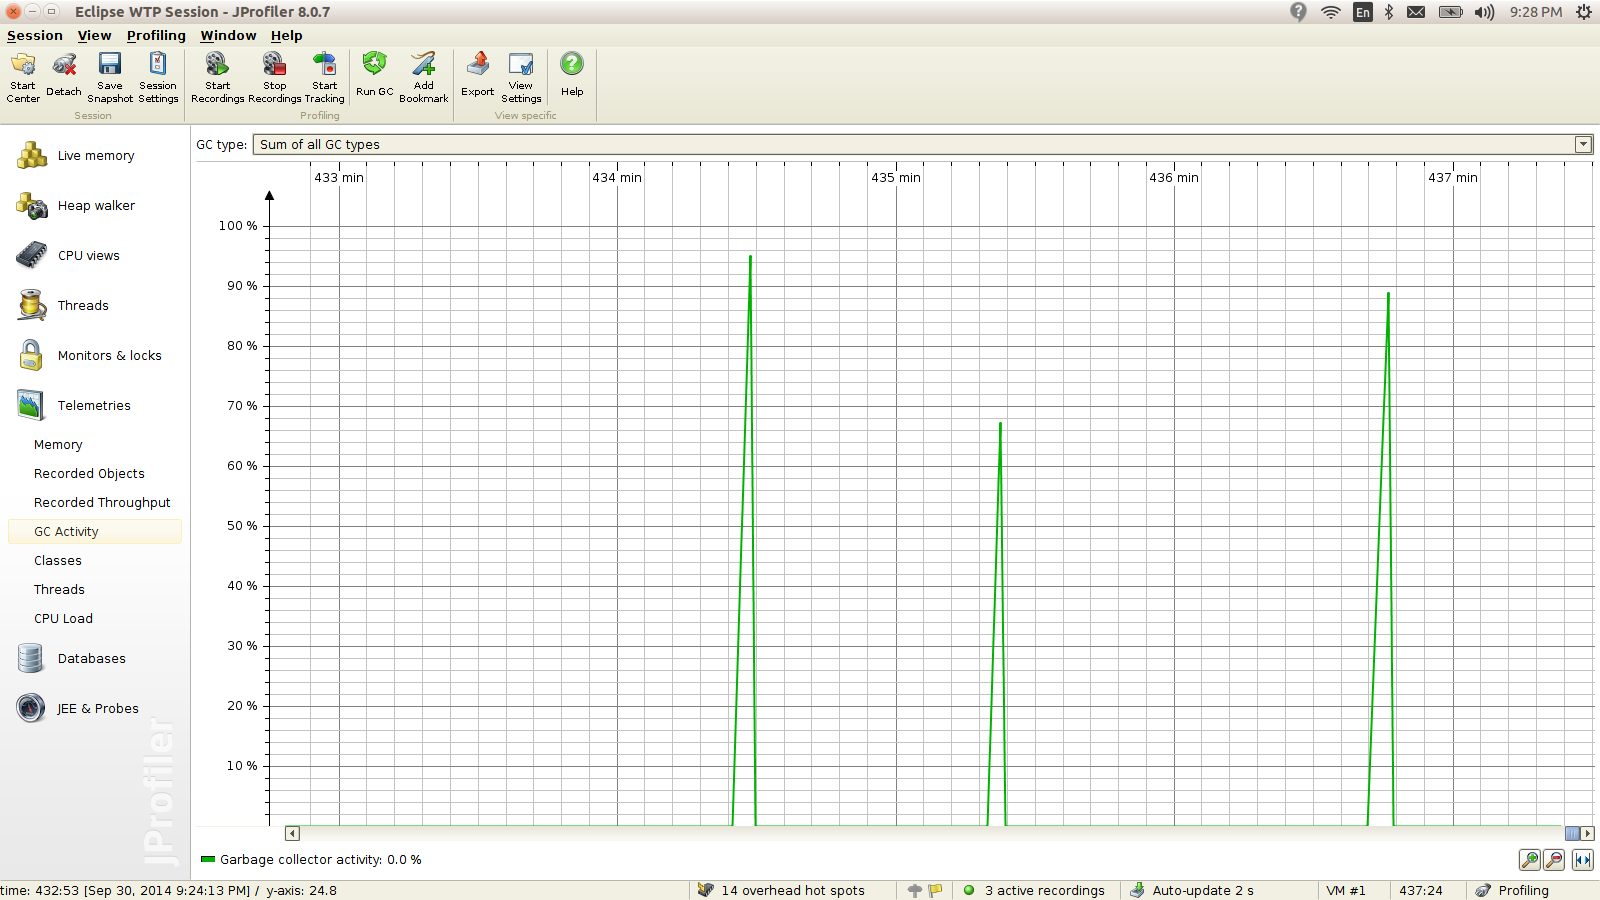 Eclipse WTP Session - JProfiler 8.0.7
En
9:28 PM
Session View Profiling Window Help
Start Center
Detach
Save Snapshot
Session Settings
Start Recordings
Stop Recordings
Start Tracking
Run GC
Add Bookmark
Export
View Settings
Help
Session
Profiling
View specific
Live memory
Heap walker
CPU views
Threads
Monitors & locks
Telemetries
Memory
Recorded Objects
Recorded Throughput
GC Activity
Classes
Threads
CPU Load
Databases
JEE & Probes
JProfiler
GC type: Sum of all GC types
433 min 434 min 435 min 436 min 437 min
100 %
90 %
80 %
70 %
60 %
50 %
40 %
30 %
20 %
10 %
Garbage collector activity: 0.0 %
time: 432:53 [Sep 30, 2014 9:24:13 PM] / y-axis: 24.8
14 overhead hot spots
3 active recordings
Auto-update 2 s
VM #1
437:24
Profiling